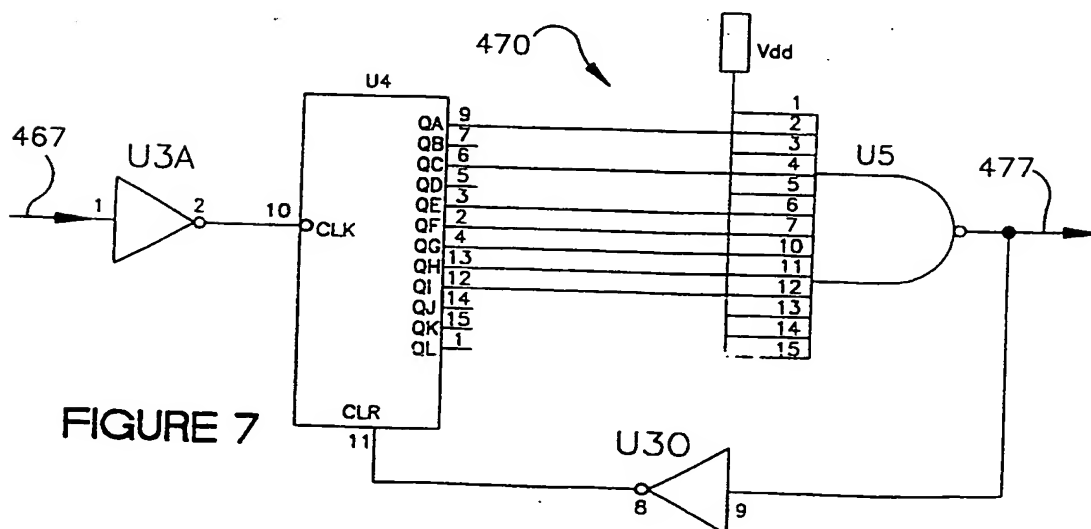 470
Vdd
U4
467
U3A
1
2
10
CLK
QA 9
QB 7
QC 6
QD 5
QE 3
QF 2
QG 4
QH 13
QI 12
QJ 14
QK 15
QL 1
CLR
11
1
2
3
4
5
6
7
10
11
12
13
14
15
U5
477
U30
8
9
FIGURE 7